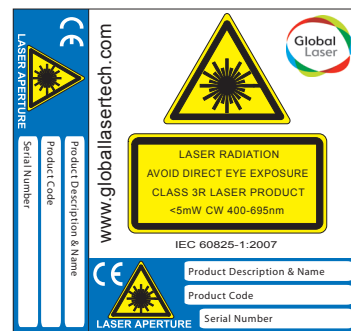 CE
LASER APERTURE
Product Description & Name
Product Code
Serial Number
www.globallasertech.com
Global
Laser
LASER RADIATION
AVOID DIRECT EYE EXPOSURE
CLASS 3R LASER PRODUCT
<5mW CW 400-695nm
IEC 60825-1:2007
CE
LASER APERTURE
Product Description & Name
Product Code
Serial Number